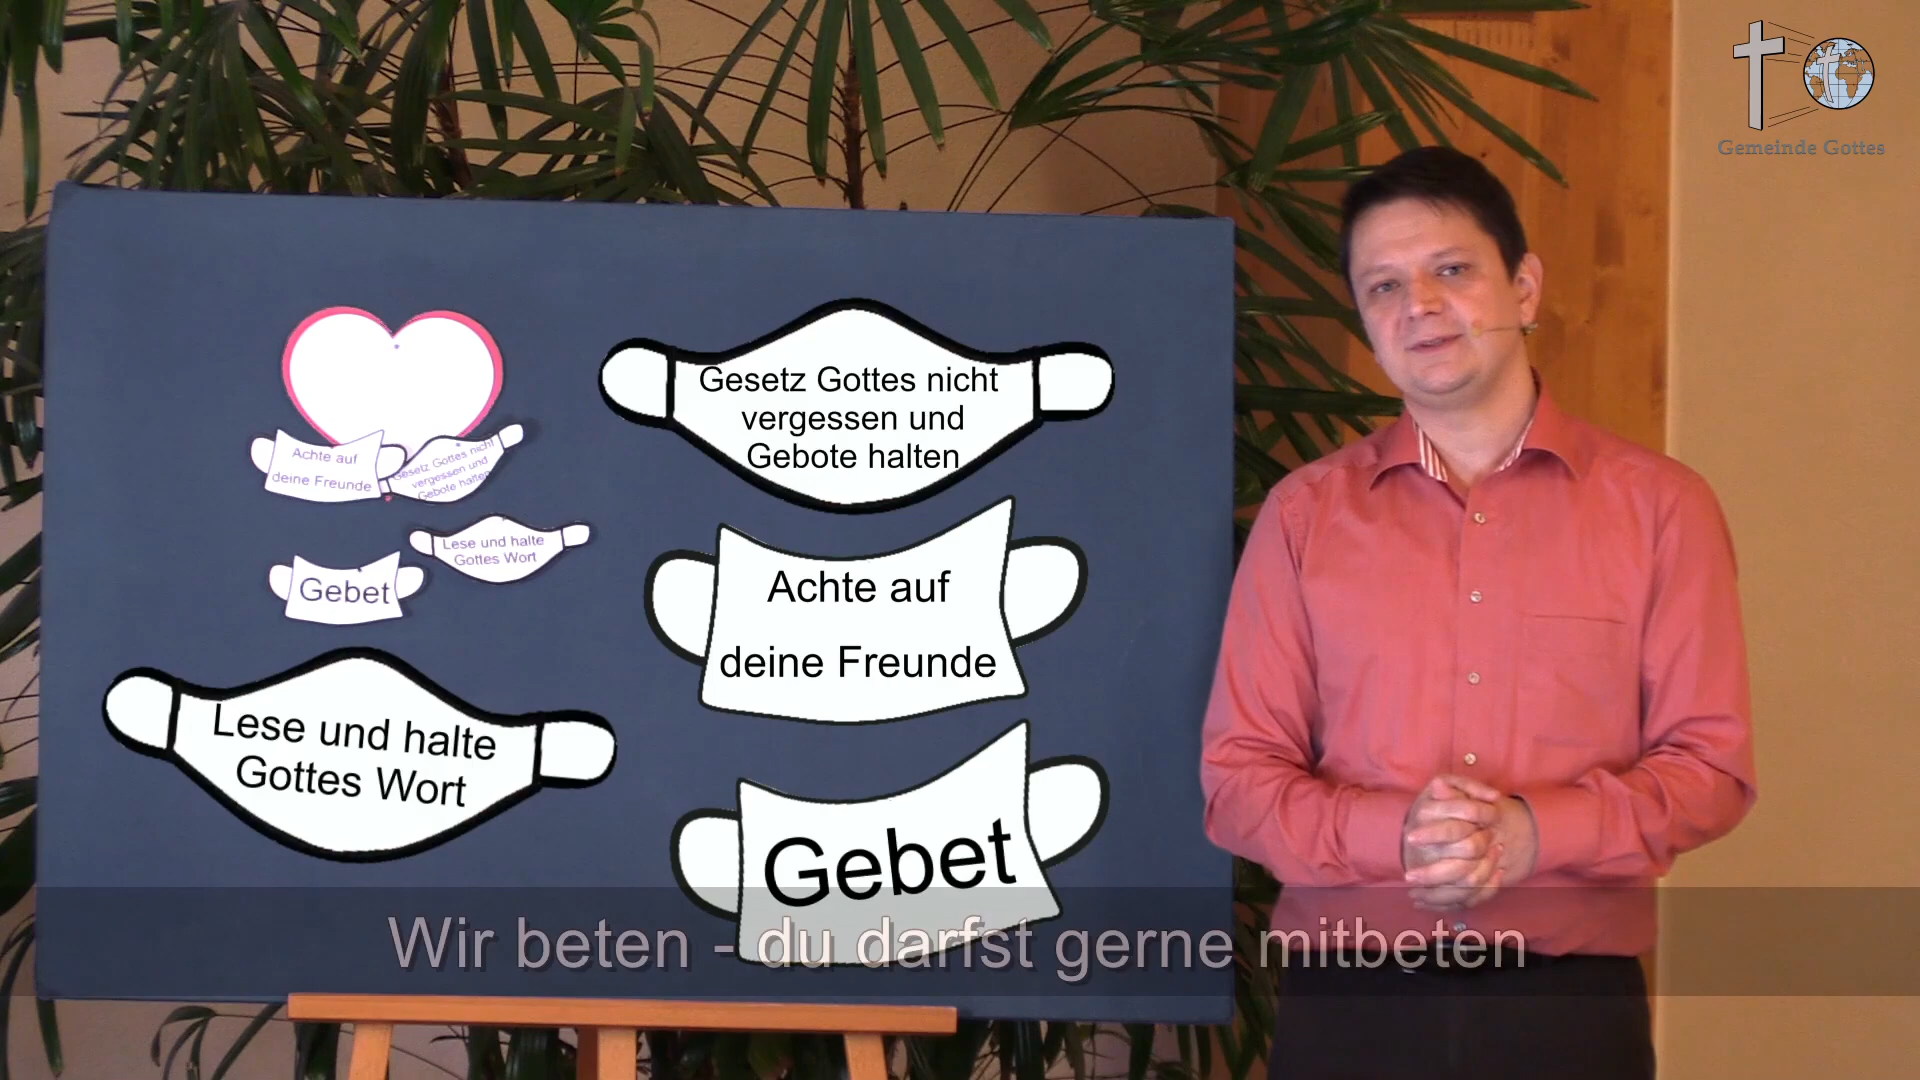 Gemeinde Gottes
Achte auf
deine Freunde
Gesetz Gottes nicht
vergessen und
Gebote halten
Lese und halte
Gottes Wort
Gebet
Gesetz Gottes nicht
vergessen und
Gebote halten
Achte auf
deine Freunde
Lese und halte
Gottes Wort
Gebet
Wir beten - du darfst gerne mitbeten